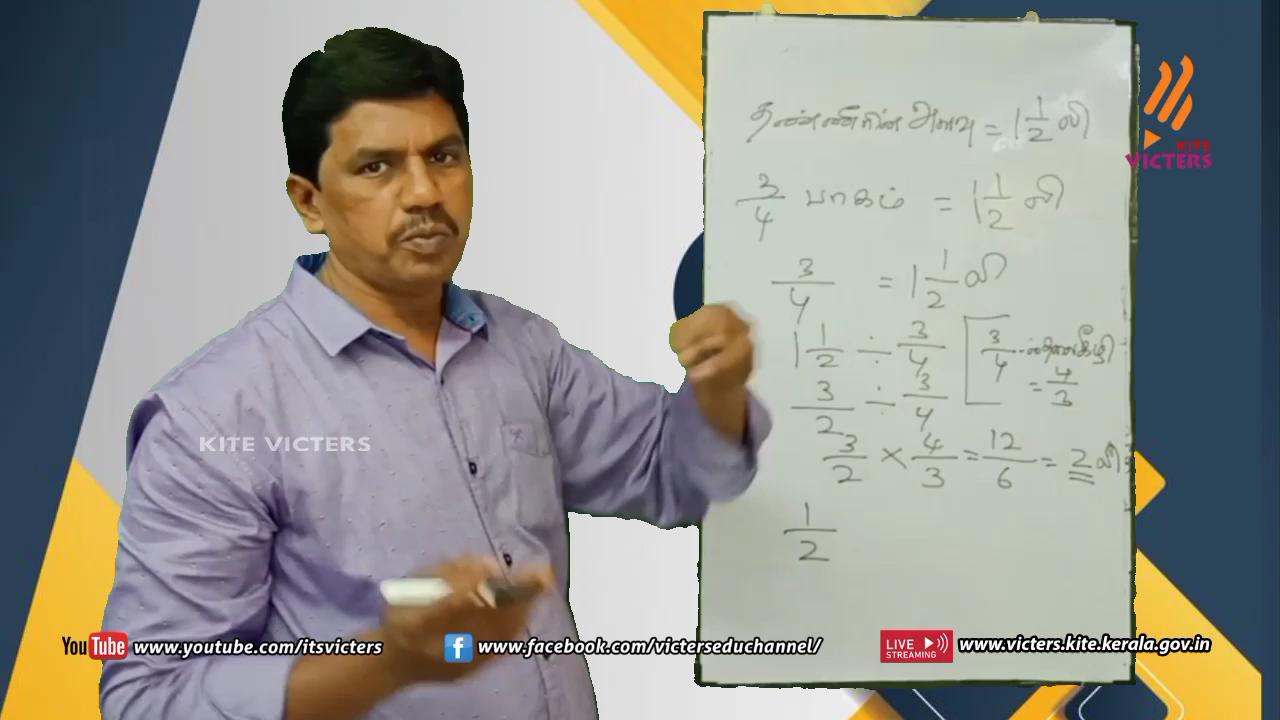 தண்ணீரின் அளவு = 1 1/2 லி
3/4 பாகம் = 1 1/2 லி
3/4 = 1 1/2 லி
1 1/2 ÷ 3/4
3/4 -ன்
= 4/3
3/2 ÷ 3/4
3/2 × 4/3 = 12/6 = 2 லி
1/2
KITE VICTERS
KITE VICTERS
YouTube www.youtube.com/itsvicters
f www.facebook.com/victerseduchannel/
LIVE STREAMING www.victers.kite.kerala.gov.in